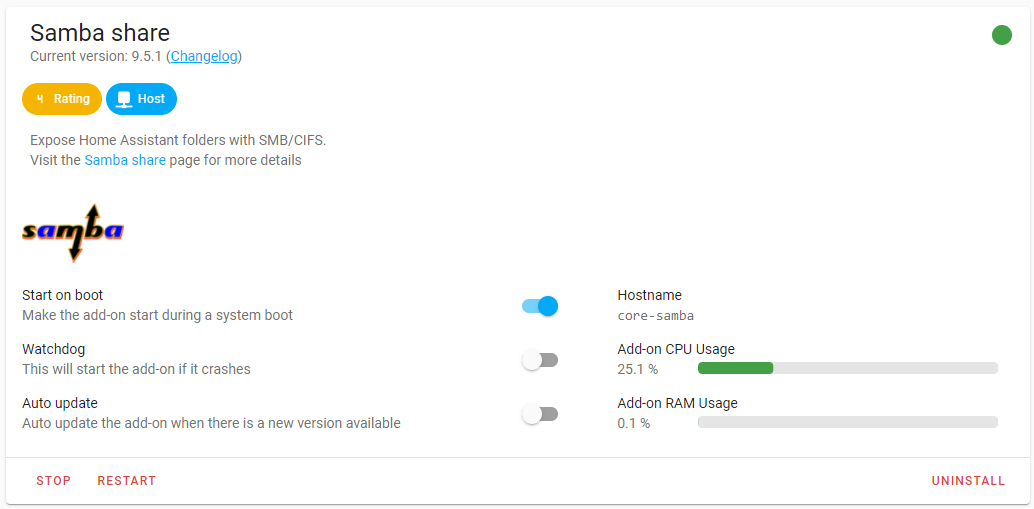 Samba share
Current version: 9.5.1 (Changelog)
4 Rating
Host
Expose Home Assistant folders with SMB/CIFS.
Visit the Samba share page for more details
samba
Start on boot
Make the add-on start during a system boot
Hostname
core-samba
Watchdog
This will start the add-on if it crashes
Add-on CPU Usage
25.1 %
Auto update
Auto update the add-on when there is a new version available
Add-on RAM Usage
0.1 %
STOP
RESTART
UNINSTALL